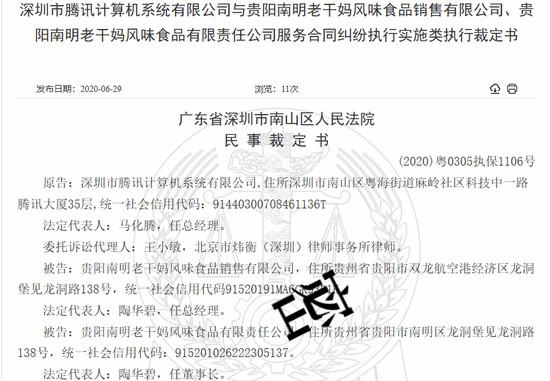 深圳市腾讯计算机系统有限公司与贵阳南明老干妈风味食品销售有限公司、贵
阳南明老干妈风味食品有限责任公司服务合同纠纷执行实施类执行裁定书
发布日期：2020-06-29
浏览：11次
广东省深圳市南山区人民法院
民 事 裁 定 书
(2020)粤0305执保1106号
原告：深圳市腾讯计算机系统有限公司,住所深圳市南山区粤海街道麻岭社区科技中一路
腾讯大厦35层,统一社会信用代码：91440300708461136T
法定代表人：马化腾，任总经理。
委托诉讼代理人：王小敏，北京市炜衡（深圳）律师事务所律师。
被告：贵阳南明老干妈风味食品销售有限公司，住所贵州省贵阳市双龙航空港经济区龙洞
堡见龙洞路138号，统一社会信用代码
法定代表人：陶华碧，任总经理。
被告：贵阳南明老干妈风味食品有限责任公司，住所贵州省贵阳市南明区龙洞堡见龙洞路
138号，统一社会信用代码：915201026222305137。
法定代表人：陶华碧，任董事长。